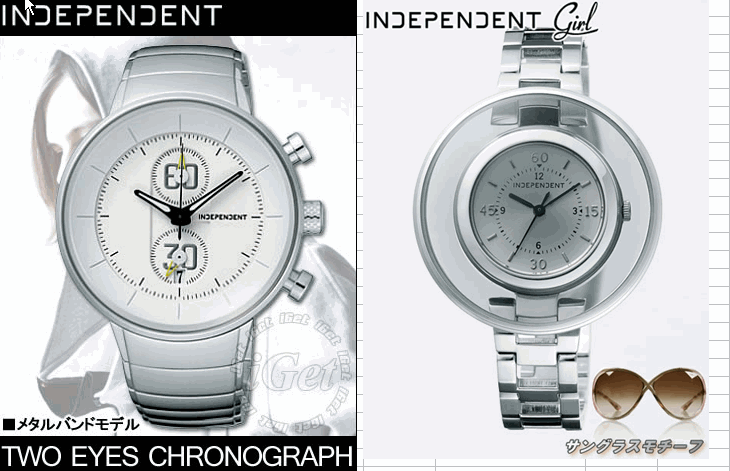 INDEPENDENT
60
INDEPENDENT
30
iGet
■メタルバンドモデル
TWO EYES CHRONOGRAPH
INDEPENDENT Girl
60
12
INDEPENDENT
45 9 3 15
6
30
サングラスモチーフ